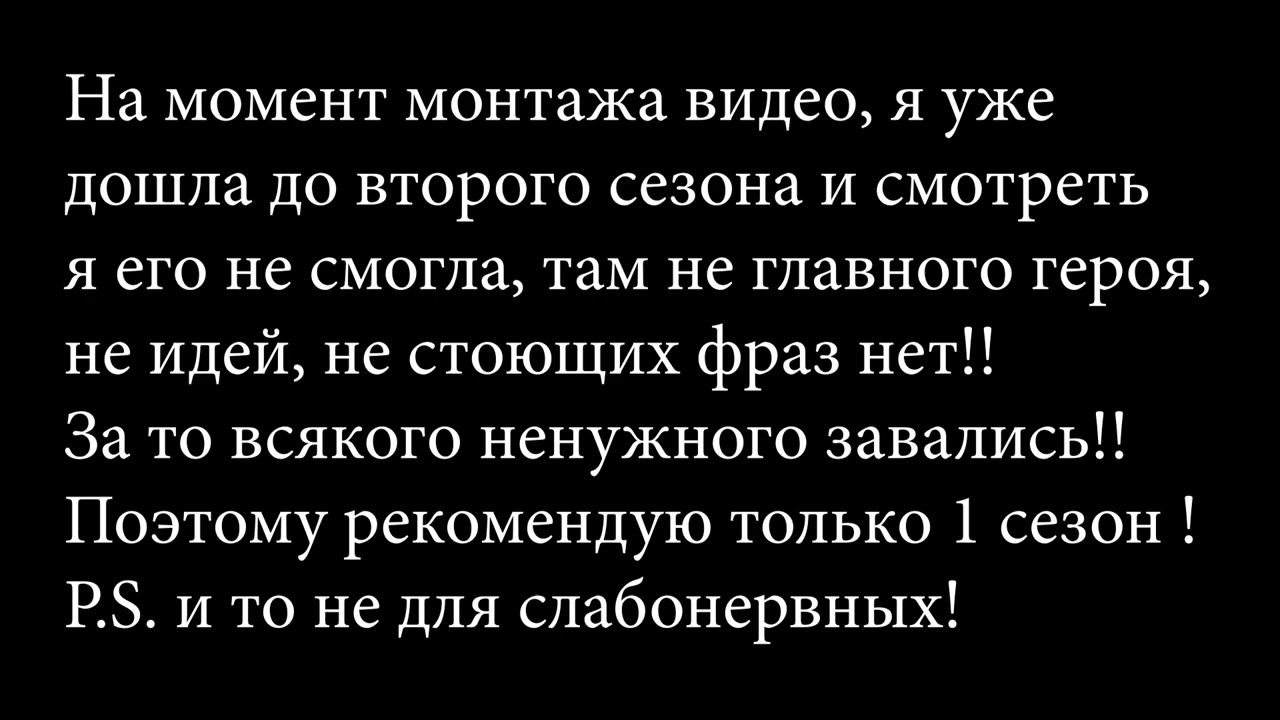 На момент монтажа видео, я уже
дошла до второго сезона и смотреть
я его не смогла, там не главного героя,
не идей, не стоющих фраз нет!!
За то всякого ненужного завались!!
Поэтому рекомендую только 1 сезон !
P.S. и то не для слабонервных!